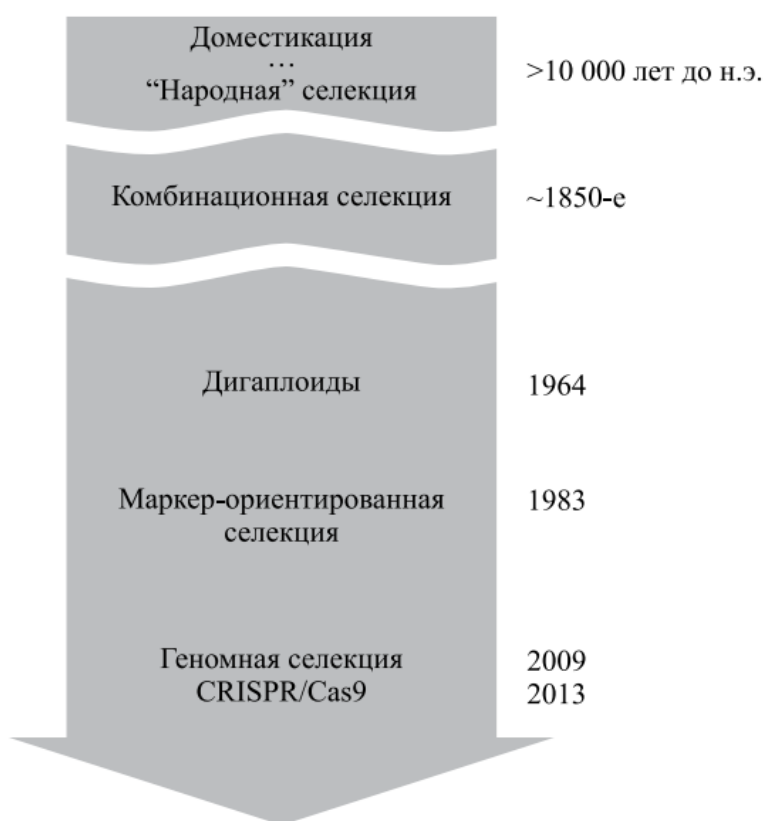 Доместикация
…
“Народная” селекция
>10 000 лет до н.э.
Комбинационная селекция
~1850-е
Дигаплоиды
1964
Маркер-ориентированная
селекция
1983
Геномная селекция
2009
CRISPR/Cas9
2013